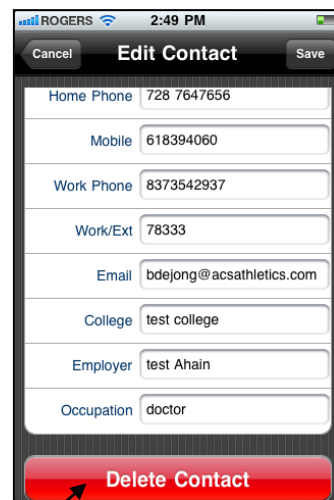 ROGERS 2:49 PM
Cancel Edit Contact Save
Home Phone 728 7647656
Mobile 618394060
Work Phone 8373542937
Work/Ext 78333
Email bdejong@acsathletics.com
College test college
Employer test Ahain
Occupation doctor
Delete Contact